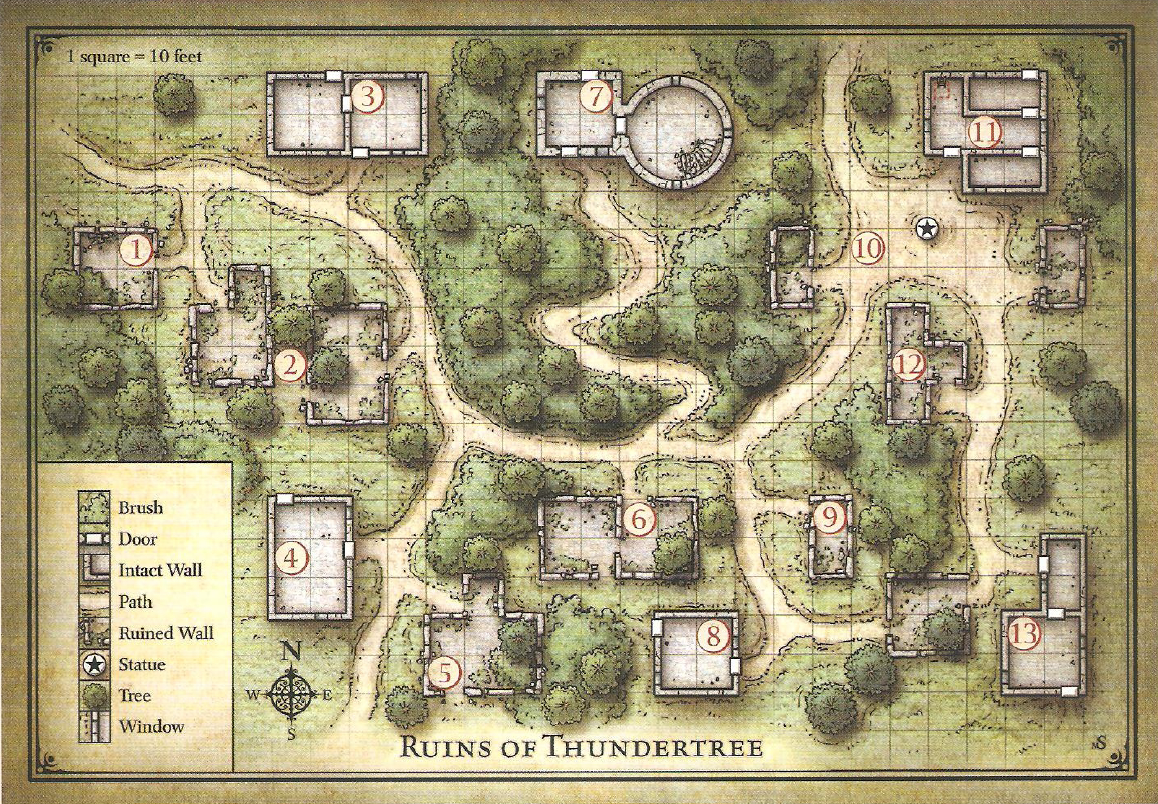 1 square = 10 feet
3
7
11
1
10
2
12
Brush
Door
Intact Wall
Path
Ruined Wall
Statue
Tree
Window
6
9
4
8
13
5
N
W
E
S
RUINS OF THUNDERTREE